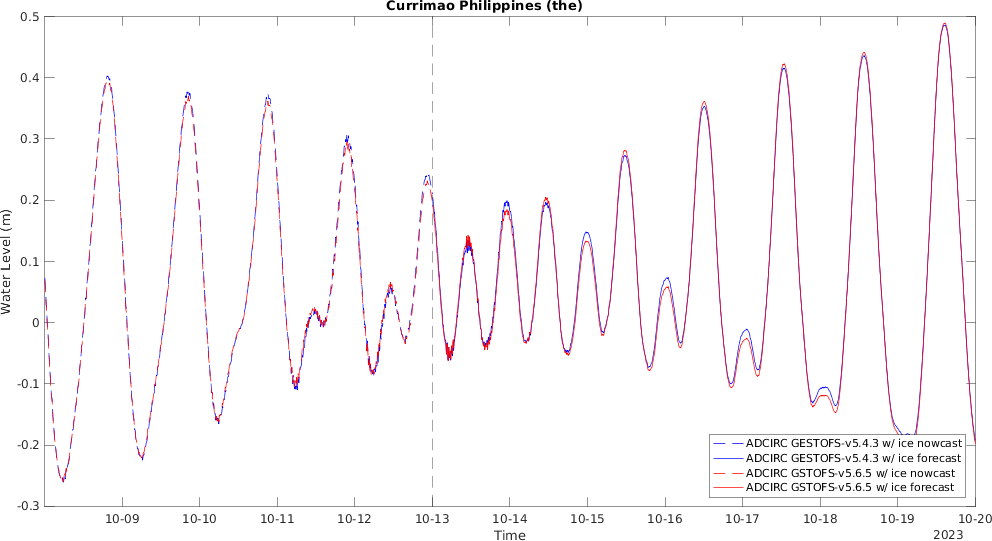 Currimao Philippines (the)
0.5
0.4
0.3
0.2
0.1
0
-0.1
-0.2
-0.3
Water Level (m)
ADCIRC GESTOFS-v5.4.3 w/ ice nowcast
ADCIRC GESTOFS-v5.4.3 w/ ice forecast
ADCIRC GSTOFS-v5.6.5 w/ ice nowcast
ADCIRC GSTOFS-v5.6.5 w/ ice forecast
10-09 10-10 10-11 10-12 10-13 10-14 10-15 10-16 10-17 10-18 10-19 10-20
Time
2023